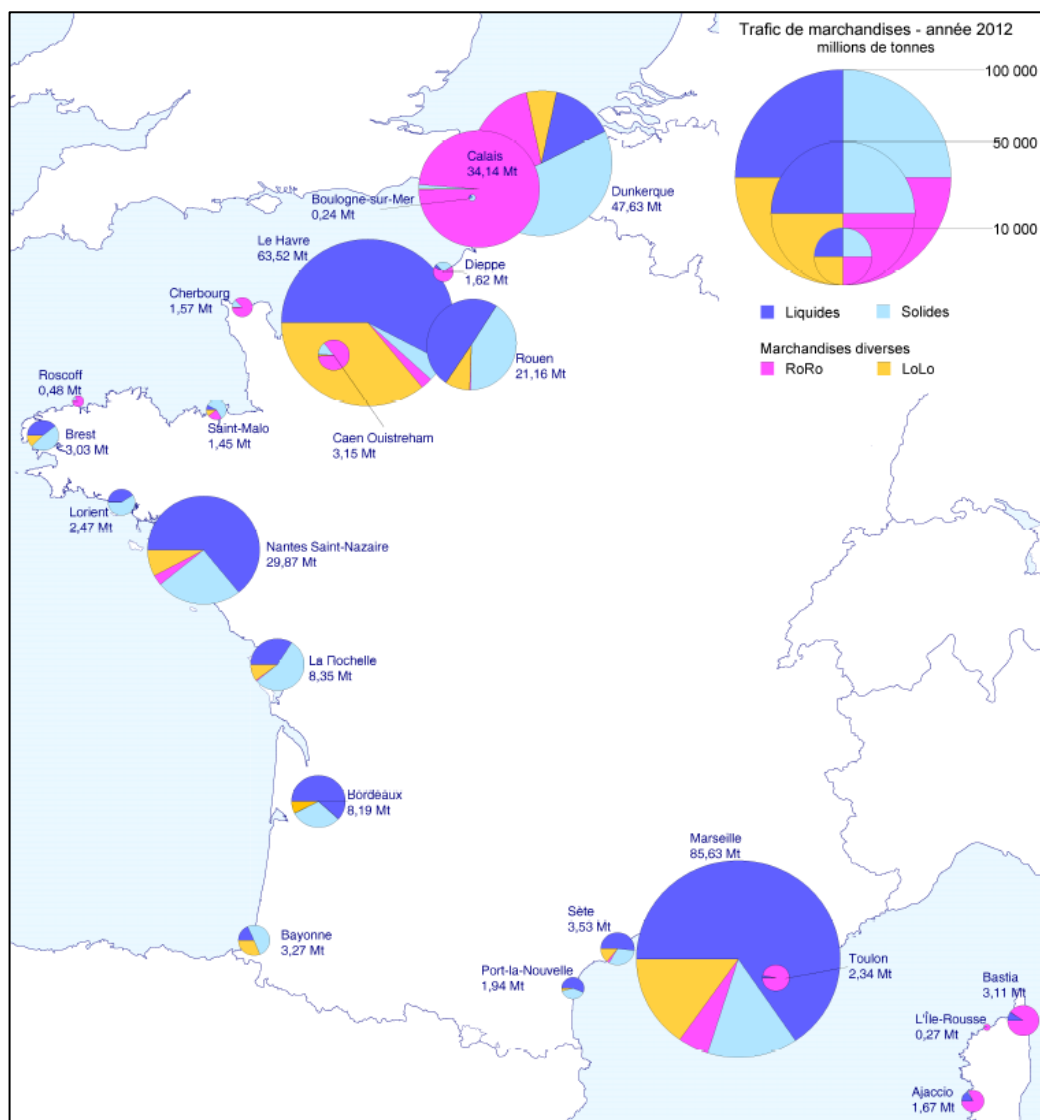 Trafic de marchandises - année 2012
millions de tonnes
100 000
50 000
10 000
Liquides
Solides
Marchandises diverses
RoRo
LoLo
Calais
34,14 Mt
Boulogne-sur-Mer
0,24 Mt
Dunkerque
47,63 Mt
Le Havre
63,52 Mt
Dieppe
1,62 Mt
Cherbourg
1,57 Mt
Rouen
21,16 Mt
Roscoff
0,48 Mt
Saint-Malo
1,45 Mt
Caen Ouistreham
3,15 Mt
Brest
3,03 Mt
Lorient
2,47 Mt
Nantes Saint-Nazaire
29,87 Mt
La Rochelle
8,35 Mt
Bordeaux
8,19 Mt
Marseille
85,63 Mt
Sète
3,53 Mt
Bayonne
3,27 Mt
Port-la-Nouvelle
1,94 Mt
Toulon
2,34 Mt
Bastia
3,11 Mt
L'Île-Rousse
0,27 Mt
Ajaccio
1,67 Mt